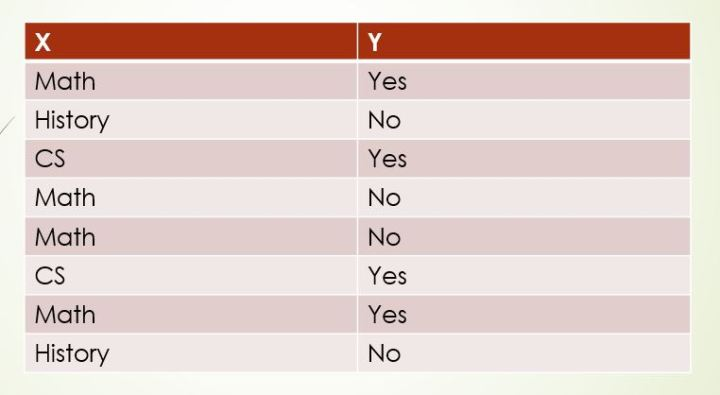 X Y
Math Yes
History No
CS Yes
Math No
Math No
CS Yes
Math Yes
History No